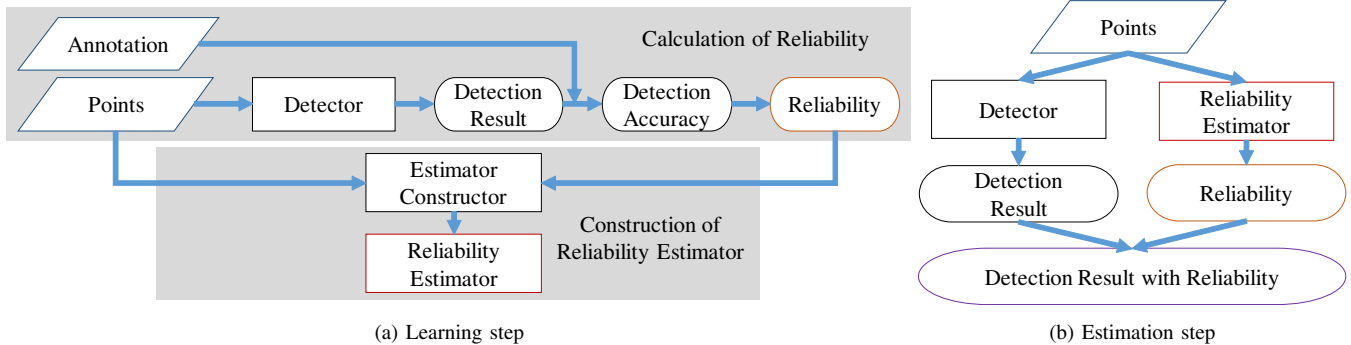 Annotation
Calculation of Reliability
Points
Detector
Detection
Result
Detection
Accuracy
Reliability
Estimator
Constructor
Construction of
Reliability Estimator
Reliability
Estimator
(a) Learning step
Points
Detector
Reliability
Estimator
Detection
Result
Reliability
Detection Result with Reliability
(b) Estimation step